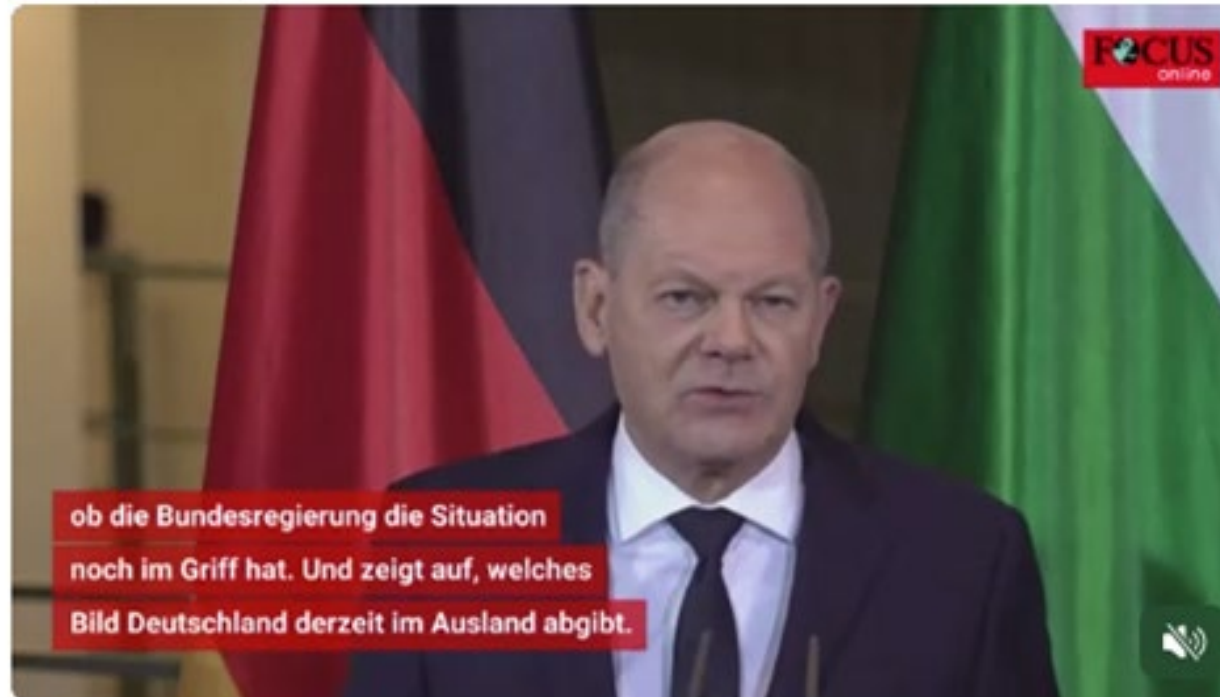 FOCUS
online
ob die Bundesregierung die Situation
noch im Griff hat. Und zeigt auf, welches
Bild Deutschland derzeit im Ausland abgibt.